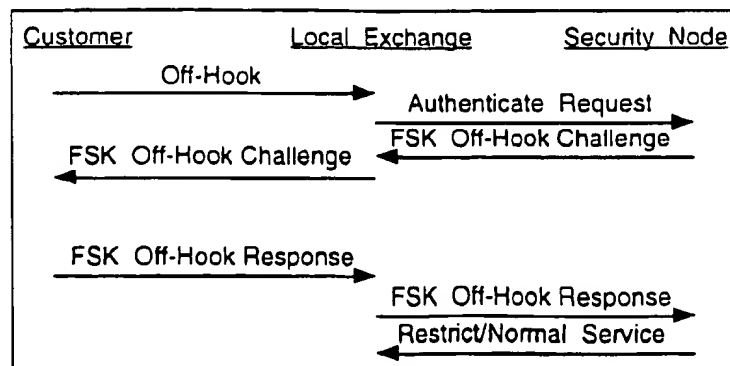 Customer Local Exchange Security Node
Off-Hook
Authenticate Request
FSK Off-Hook Challenge
FSK Off-Hook Challenge
FSK Off-Hook Response
FSK Off-Hook Response
Restrict/Normal Service